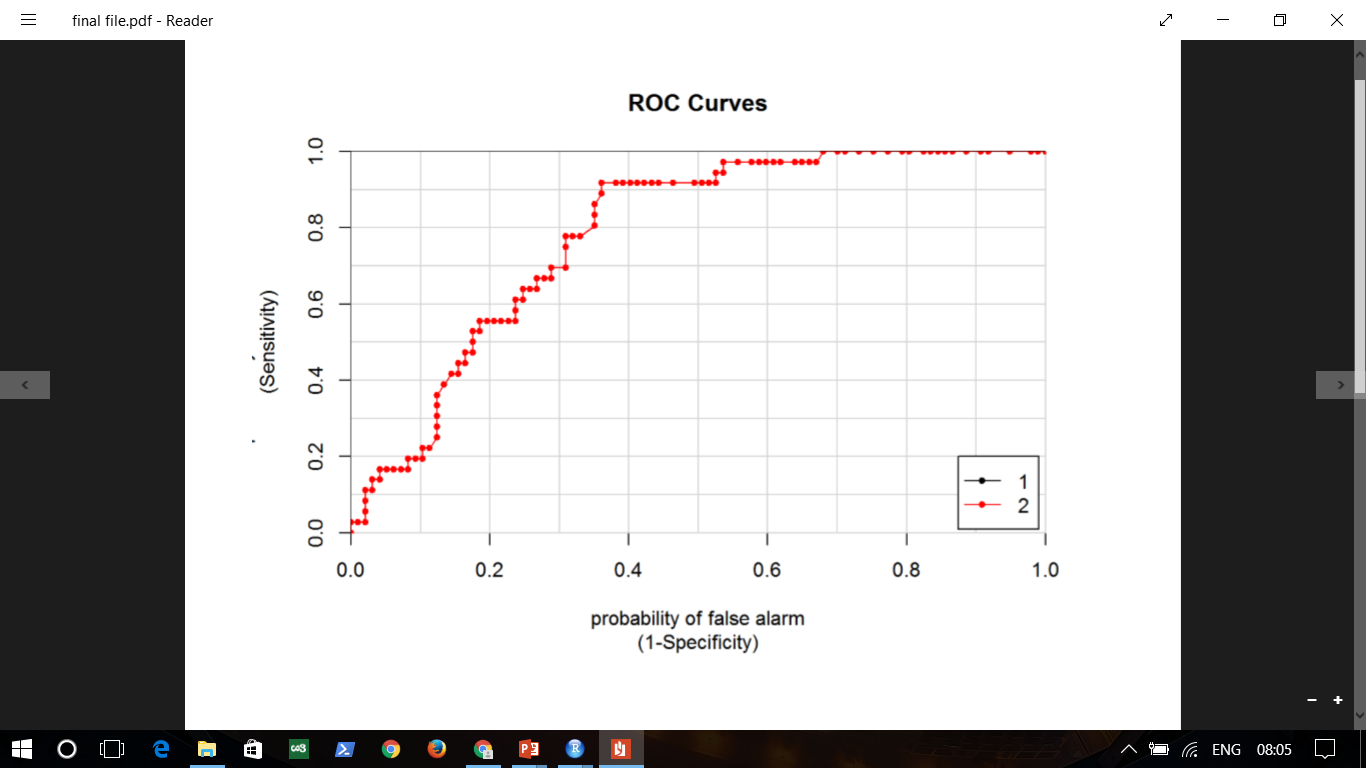 final file.pdf - Reader
ROC Curves
1.0
0.8
0.6
0.4
0.2
0.0
(Sensitivity)
1
2
0.0 0.2 0.4 0.6 0.8 1.0
probability of false alarm
(1-Specificity)
ENG 08:05